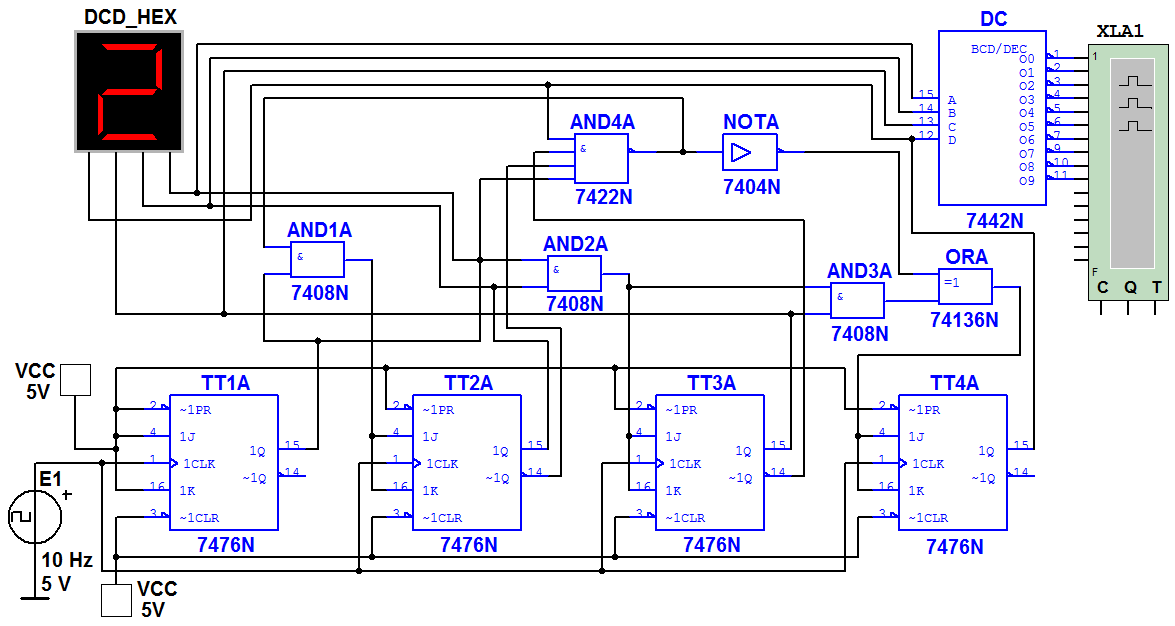 DCD_HEX
2
DC
BCD/DEC
15 A
14 B
13 C
12 D
O0 1
O1 2
O2 3
O3 4
O4 5
O5 6
O6 7
O7 9
O8 10
O9 11
7442N
XLA1
1
F
C Q T
AND4A
&
7422N
NOTA
7404N
AND1A
&
7408N
AND2A
&
7408N
AND3A
&
7408N
ORA
=1
74136N
VCC
5V
TT1A
2 ~1PR
4 1J
1 1CLK
16 1K
3 ~1CLR
1Q 15
~1Q 14
7476N
TT2A
2 ~1PR
4 1J
1 1CLK
16 1K
3 ~1CLR
1Q 15
~1Q 14
7476N
TT3A
2 ~1PR
4 1J
1 1CLK
16 1K
3 ~1CLR
1Q 15
~1Q 14
7476N
TT4A
2 ~1PR
4 1J
1 1CLK
16 1K
3 ~1CLR
1Q 15
~1Q 14
7476N
E1
+
10 Hz
5 V
VCC
5V